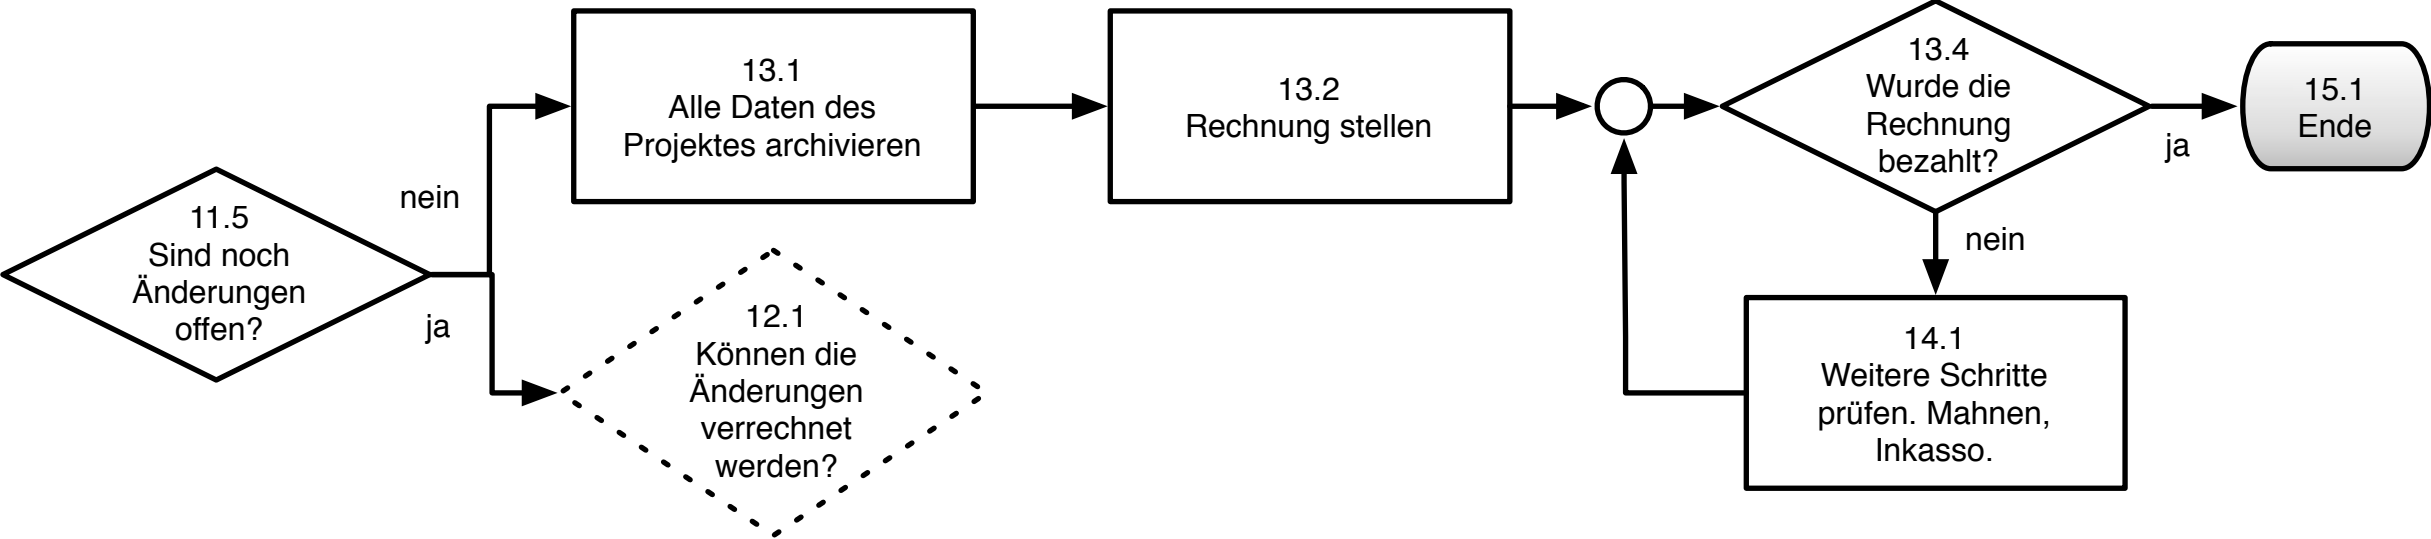 11.5
Sind noch
Änderungen
offen?
nein
ja
13.1
Alle Daten des
Projektes archivieren
12.1
Können die
Änderungen
verrechnet
werden?
13.2
Rechnung stellen
13.4
Wurde die
Rechnung
bezahlt?
ja
nein
14.1
Weitere Schritte
prüfen. Mahnen,
Inkasso.
15.1
Ende